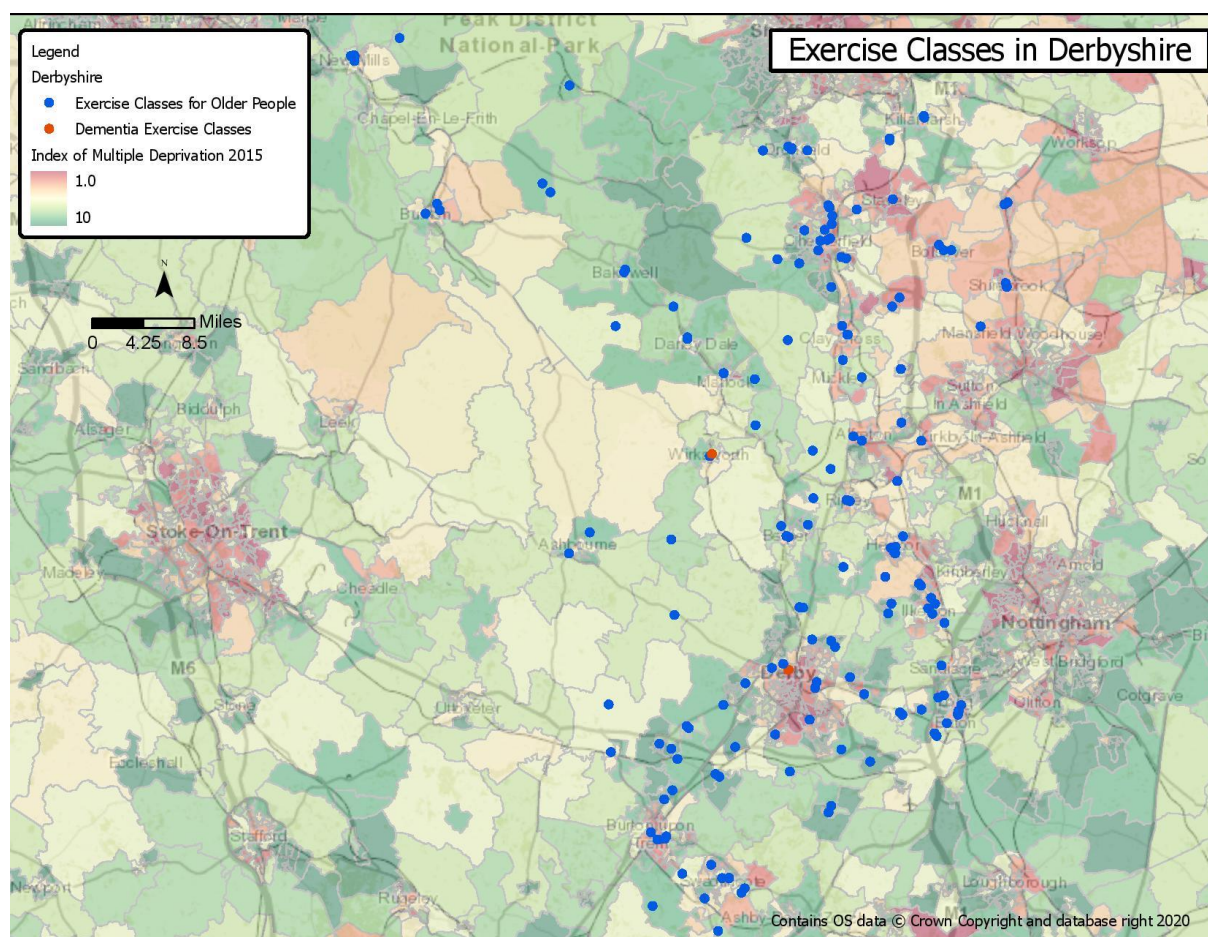 Exercise Classes in Derbyshire
Legend
Derbyshire
Exercise Classes for Older People
Dementia Exercise Classes
Index of Multiple Deprivation 2015
1.0
10
N
Miles
0 4.25 8.5
Peak District
National Park
New Mills
Chapel-En-Le-Frith
Killamarsh
M1
Worksop
Staveley
Buxton
Chesterfield
Bolsover
Bakewell
Shirebrook
Darley Dale
Clay Cross
Mansfield Woodhouse
Sandbach
Matlock
Sutton
In Ashfield
Biddulph
Alsager
Leek
Alfreton
Kirkby-In-Ashfield
Wirksworth
Ripley
M1
Hucknall
Stoke-On-Trent
Ashbourne
Belper
Heanor
Kimberley
Arnold
Madeley
Cheadle
Ilkeston
Nottingham
M6
Derby
Sandiacre
West Bridgford
Clifton
Cotgrave
Stone
Uttoxeter
Eaton
Eccleshall
Burton upon
Trent
Stafford
Swadlincote
Loughborough
Newport
Rugeley
Ashby
M1
Contains OS data © Crown Copyright and database right 2020